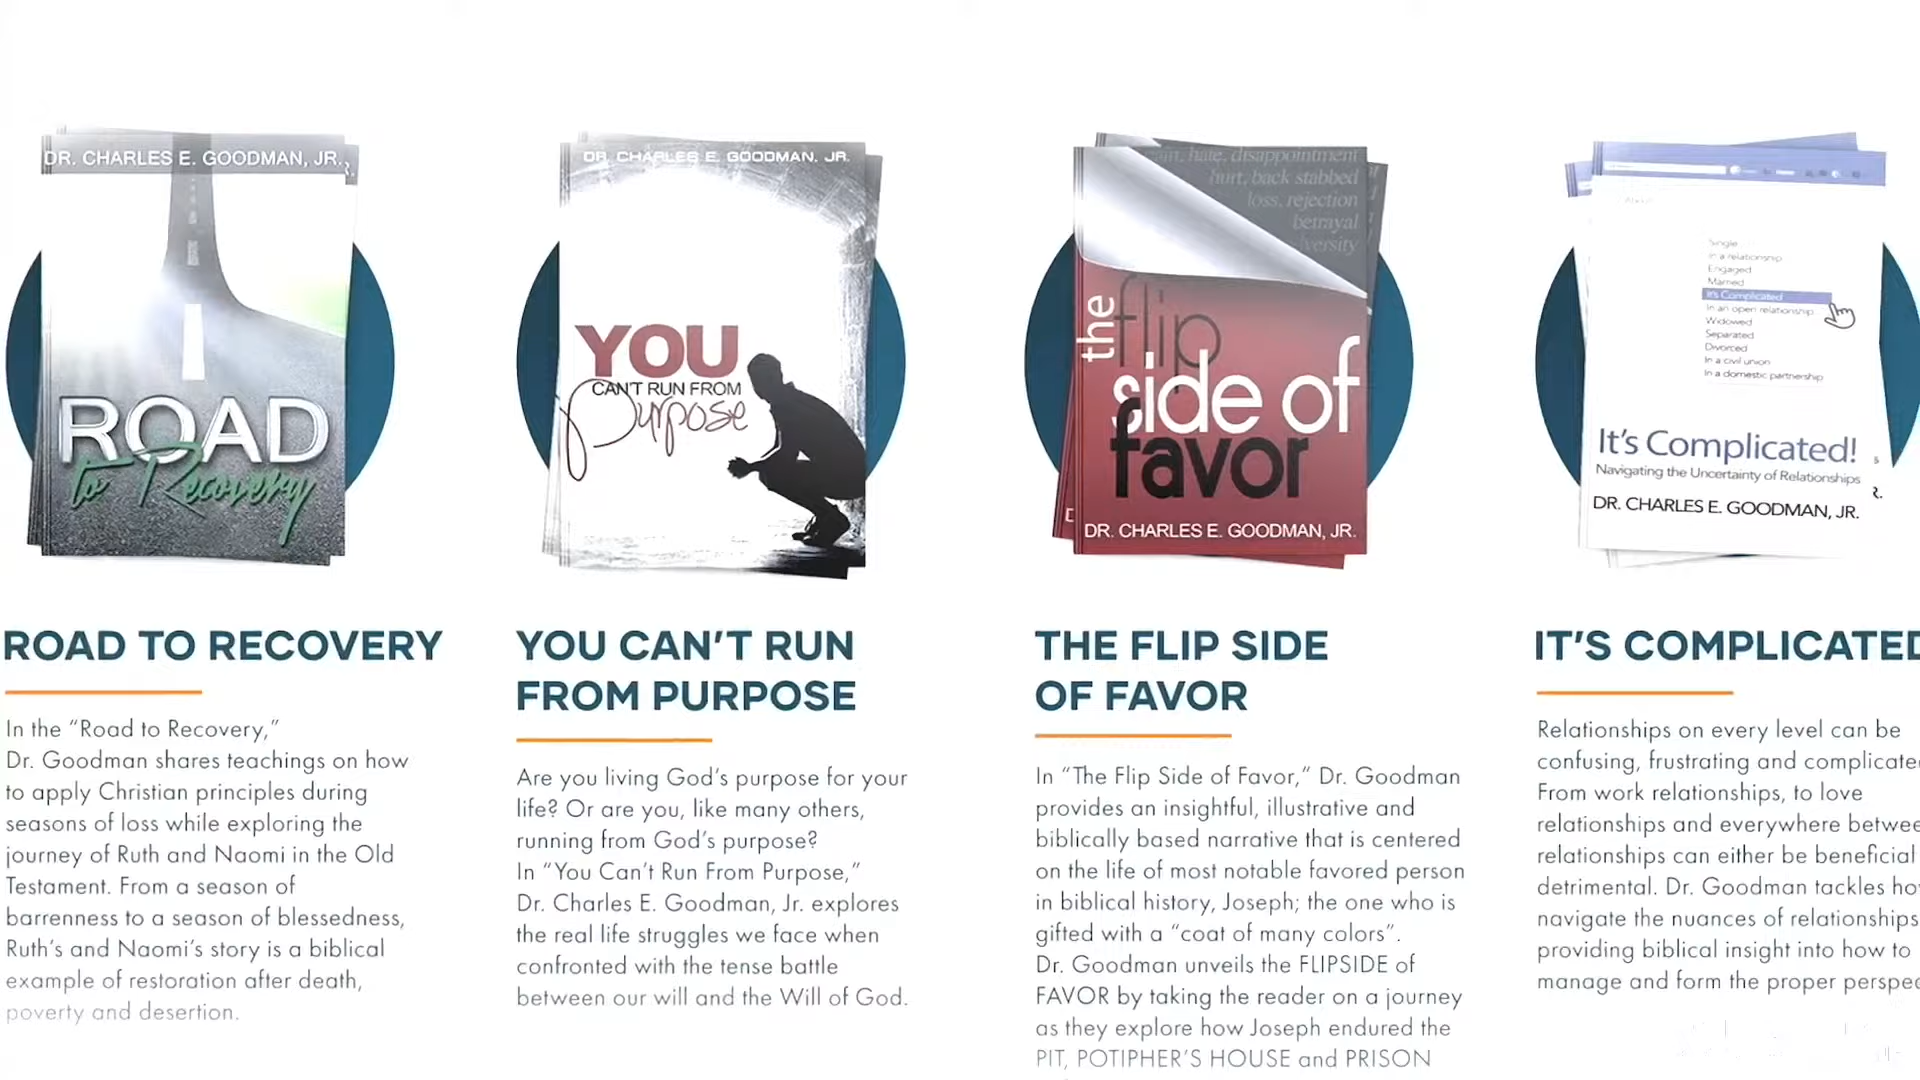 DR. CHARLES E. GOODMAN, JR.
ROAD
to Recovery
ROAD TO RECOVERY
In the “Road to Recovery,”
Dr. Goodman shares teachings on how
to apply Christian principles during
seasons of loss while exploring the
journey of Ruth and Naomi in the Old
Testament. From a season of
barrenness to a season of blessedness,
Ruth’s and Naomi’s story is a biblical
example of restoration after death,
poverty and desertion.
DR. CHARLES E. GOODMAN, JR.
YOU
CAN'T RUN FROM
Purpose
YOU CAN’T RUN
FROM PURPOSE
Are you living God’s purpose for your
life? Or are you, like many others,
running from God’s purpose?
In “You Can’t Run From Purpose,”
Dr. Charles E. Goodman, Jr. explores
the real life struggles we face when
confronted with the tense battle
between our will and the Will of God.
hate, disappointment
hurt, back stabbed
loss, rejection
betrayal
the flip
side of
favor
DR. CHARLES E. GOODMAN, JR.
THE FLIP SIDE
OF FAVOR
In “The Flip Side of Favor,” Dr. Goodman
provides an insightful, illustrative and
biblically based narrative that is centered
on the life of most notable favored person
in biblical history, Joseph; the one who is
gifted with a “coat of many colors”.
Dr. Goodman unveils the FLIPSIDE of
FAVOR by taking the reader on a journey
as they explore how Joseph endured the
PIT, POTIPHER’S HOUSE and PRISON
Single
In a relationship
Engaged
Married
It's Complicated
In an open relationship
Widowed
Separated
Divorced
In a civil union
In a domestic partnership
It's Complicated!
Navigating the Uncertainty of Relationships
DR. CHARLES E. GOODMAN, JR.
IT’S COMPLICATED
Relationships on every level can be
confusing, frustrating and complicate
From work relationships, to love
relationships and everywhere betwee
relationships can either be beneficial
detrimental. Dr. Goodman tackles ho
navigate the nuances of relationships
providing biblical insight into how to
manage and form the proper perspec